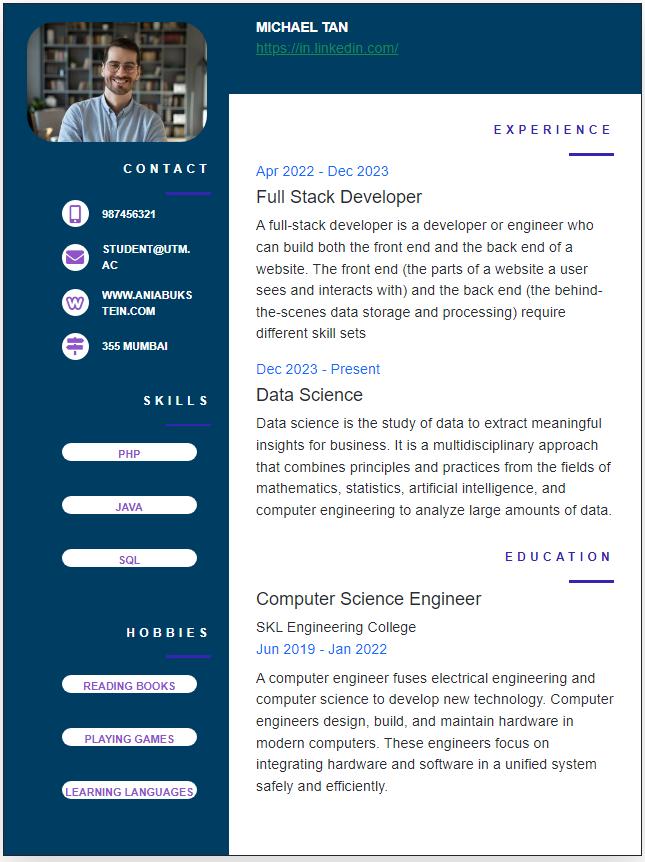 MICHAEL TAN
https://in.linkedin.com/
CONTACT
987456321
STUDENT@UTM.
AC
WWW.ANIABUKS
TEIN.COM
355 MUMBAI
SKILLS
PHP
JAVA
SQL
HOBBIES
READING BOOKS
PLAYING GAMES
LEARNING LANGUAGES
EXPERIENCE
Apr 2022 - Dec 2023
Full Stack Developer
A full-stack developer is a developer or engineer who
can build both the front end and the back end of a
website. The front end (the parts of a website a user
sees and interacts with) and the back end (the behind-
the-scenes data storage and processing) require
different skill sets
Dec 2023 - Present
Data Science
Data science is the study of data to extract meaningful
insights for business. It is a multidisciplinary approach
that combines principles and practices from the fields of
mathematics, statistics, artificial intelligence, and
computer engineering to analyze large amounts of data.
EDUCATION
Computer Science Engineer
SKL Engineering College
Jun 2019 - Jan 2022
A computer engineer fuses electrical engineering and
computer science to develop new technology. Computer
engineers design, build, and maintain hardware in
modern computers. These engineers focus on
integrating hardware and software in a unified system
safely and efficiently.